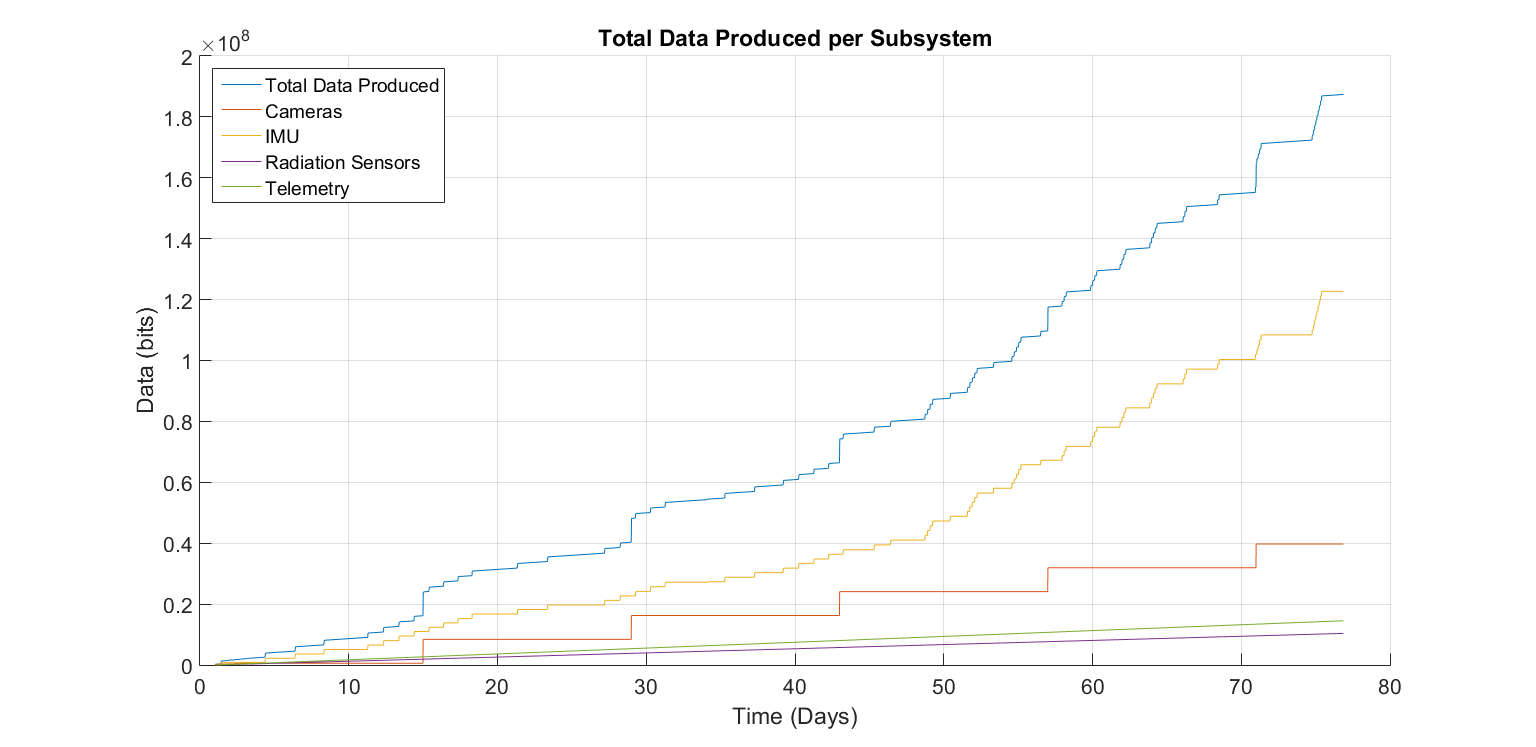 Total Data Produced per Subsystem
×10^8
2
1.8
1.6
1.4
1.2
1
0.8
0.6
0.4
0.2
0
Data (bits)
Total Data Produced
Cameras
IMU
Radiation Sensors
Telemetry
0 10 20 30 40 50 60 70 80
Time (Days)